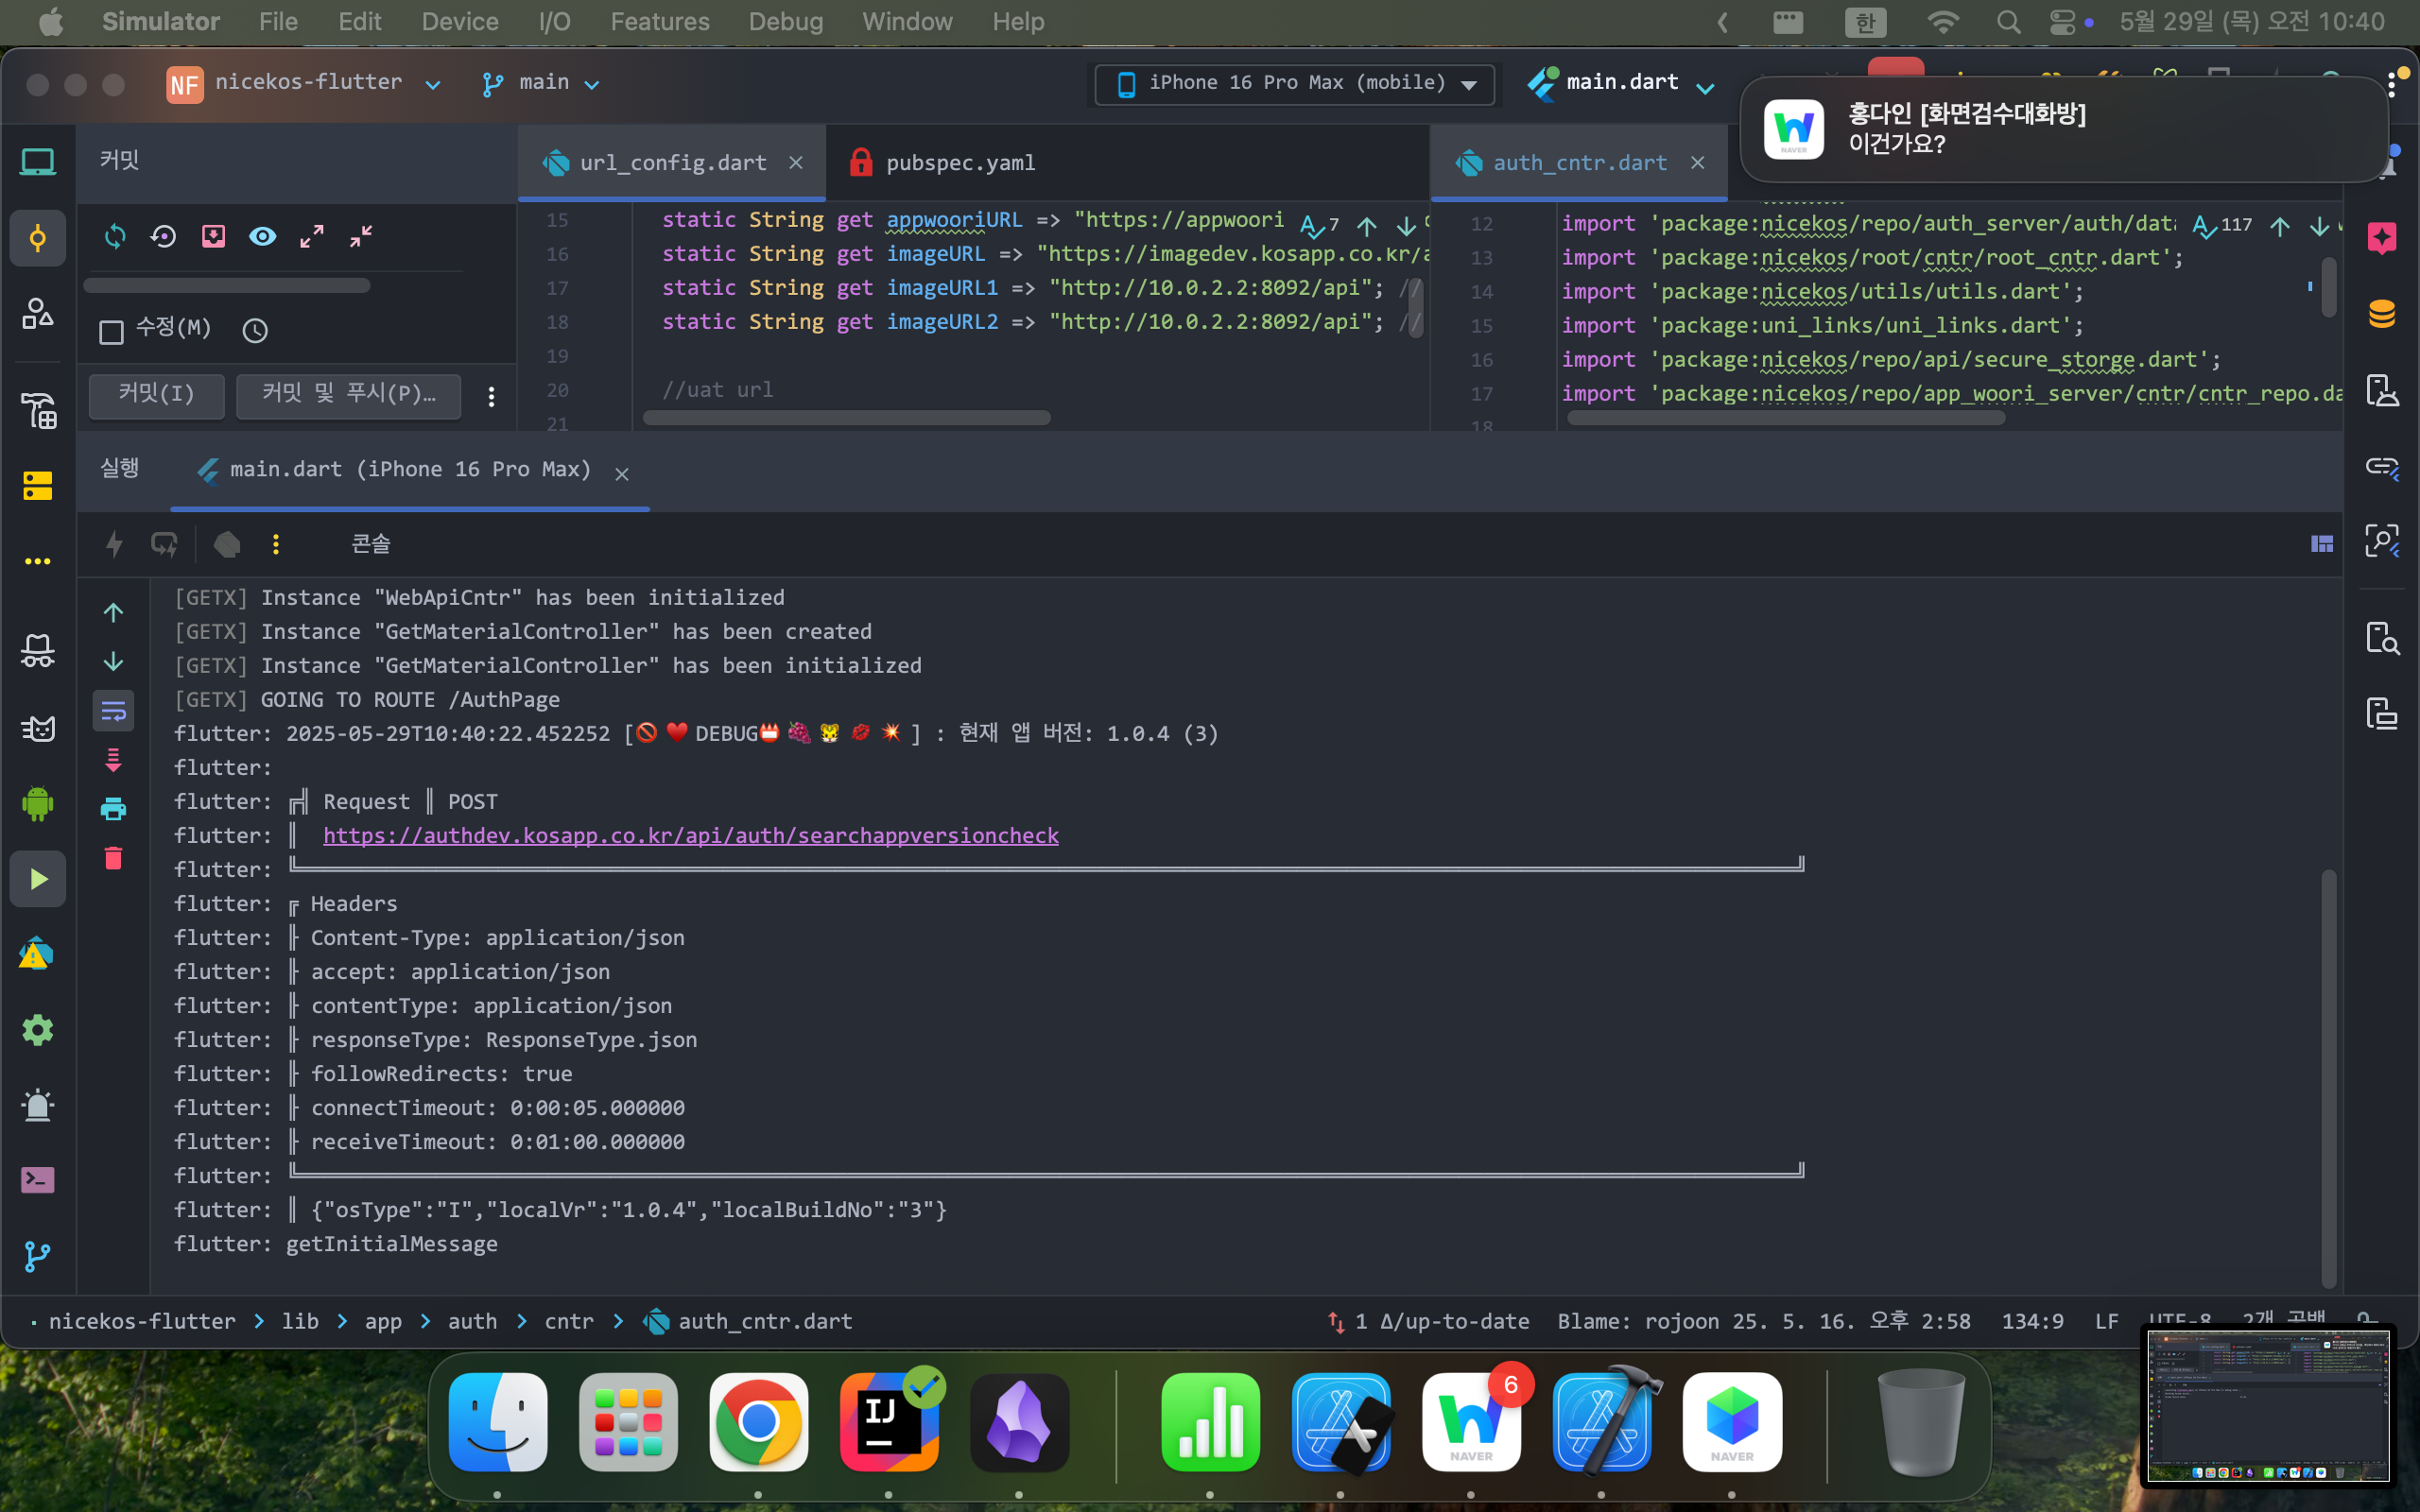 Simulator File Edit Device I/O Features Debug Window Help 한 5월 29일 (목) 오전 10:40
NF nicekos-flutter main iPhone 16 Pro Max (mobile) main.dart
홍다인 [화면검수대화방]
이건가요?
커밋 url_config.dart pubspec.yaml auth_cntr.dart
수정(M)
커밋(I) 커밋 및 푸시(P)...
15 static String get appwooriURL => "https://appwoori 7
16 static String get imageURL => "https://imagedev.kosapp.co.kr/a
17 static String get imageURL1 => "http://10.0.2.2:8092/api"; //
18 static String get imageURL2 => "http://10.0.2.2:8092/api"; //
19
20 //uat url
21
12 import 'package:nicekos/repo/auth_server/auth/data 117
13 import 'package:nicekos/root/cntr/root_cntr.dart';
14 import 'package:nicekos/utils/utils.dart';
15 import 'package:uni_links/uni_links.dart';
16 import 'package:nicekos/repo/api/secure_storge.dart';
17 import 'package:nicekos/repo/app_woori_server/cntr/cntr_repo.da
18
실행 main.dart (iPhone 16 Pro Max)
콘솔
[GETX] Instance "WebApiCntr" has been initialized
[GETX] Instance "GetMaterialController" has been created
[GETX] Instance "GetMaterialController" has been initialized
[GETX] GOING TO ROUTE /AuthPage
flutter: 2025-05-29T10:40:22.452252 [🚫 ❤️ DEBUG📛 🍇 🐯 🌺 💥 ] : 현재 앱 버전: 1.0.4 (3)
flutter:
flutter: ╔╣ Request ║ POST
flutter: ║ https://authdev.kosapp.co.kr/api/auth/searchappversioncheck
flutter: ╚══════════════════════════════════════════════════════════════════════════════════════════╝
flutter: ╔ Headers
flutter: ╟ Content-Type: application/json
flutter: ╟ accept: application/json
flutter: ╟ contentType: application/json
flutter: ╟ responseType: ResponseType.json
flutter: ╟ followRedirects: true
flutter: ╟ connectTimeout: 0:00:05.000000
flutter: ╟ receiveTimeout: 0:01:00.000000
flutter: ╚══════════════════════════════════════════════════════════════════════════════════════════╝
flutter: ║ {"osType":"I","localVr":"1.0.4","localBuildNo":"3"}
flutter: getInitialMessage
nicekos-flutter > lib > app > auth > cntr > auth_cntr.dart 1 Δ/up-to-date Blame: rojoon 25. 5. 16. 오후 2:58 134:9 LF UTF-8 2개 공백
IJ
6
NAVER
NAVER